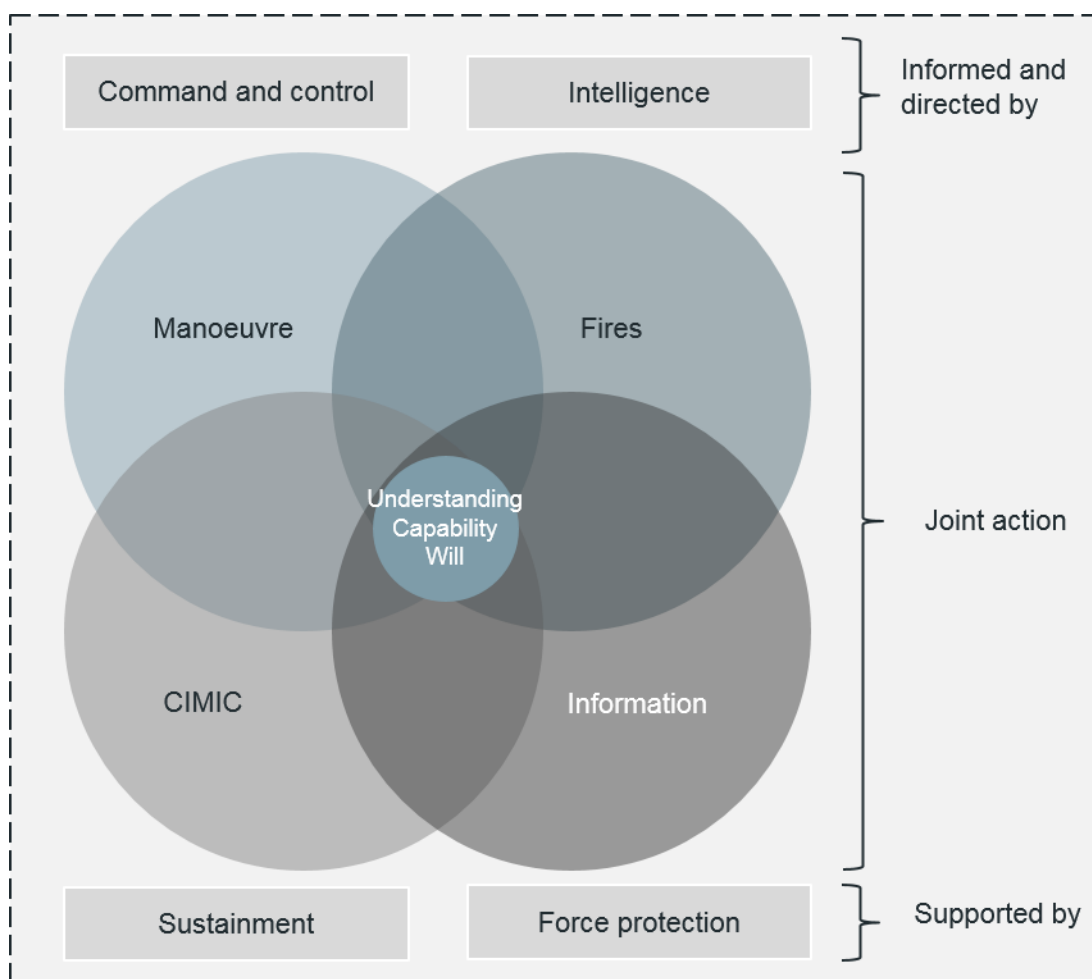 Command and control
Intelligence
Informed and
directed by
Manoeuvre
Fires
Understanding
Capability
Will
Joint action
CIMIC
Information
Sustainment
Force protection
Supported by